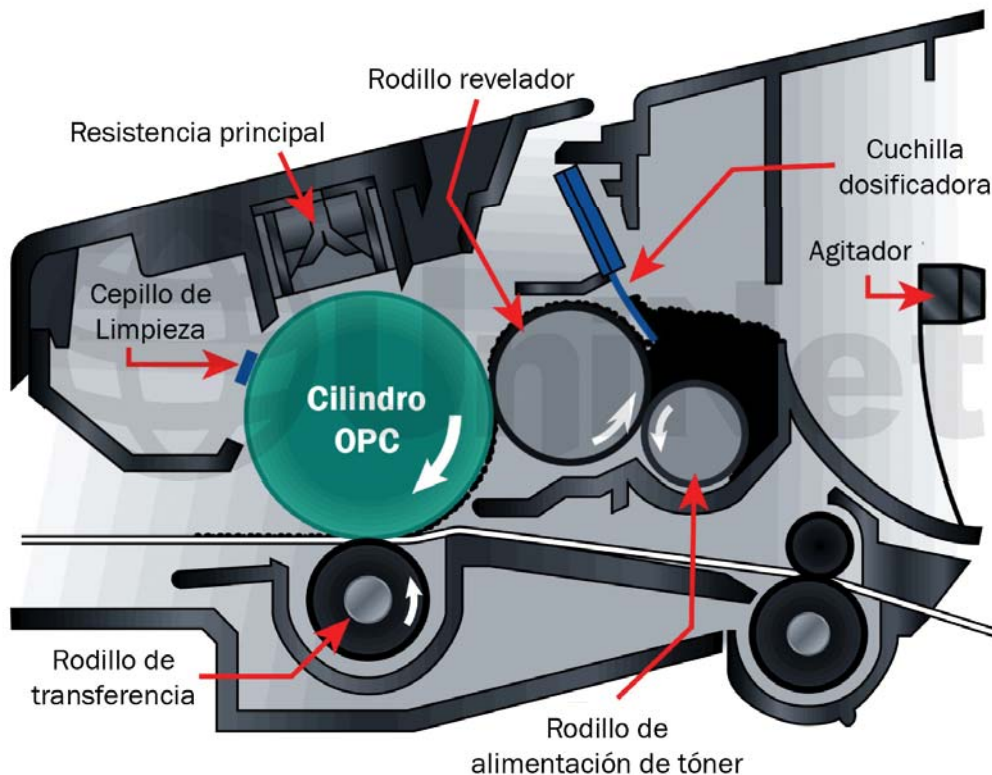 Rodillo revelador
Resistencia principal
Cuchilla
dosificadora
Agitador
Cepillo de
Limpieza
Cilindro
OPC
UniNet
Rodillo de
transferencia
Rodillo de
alimentación de tóner